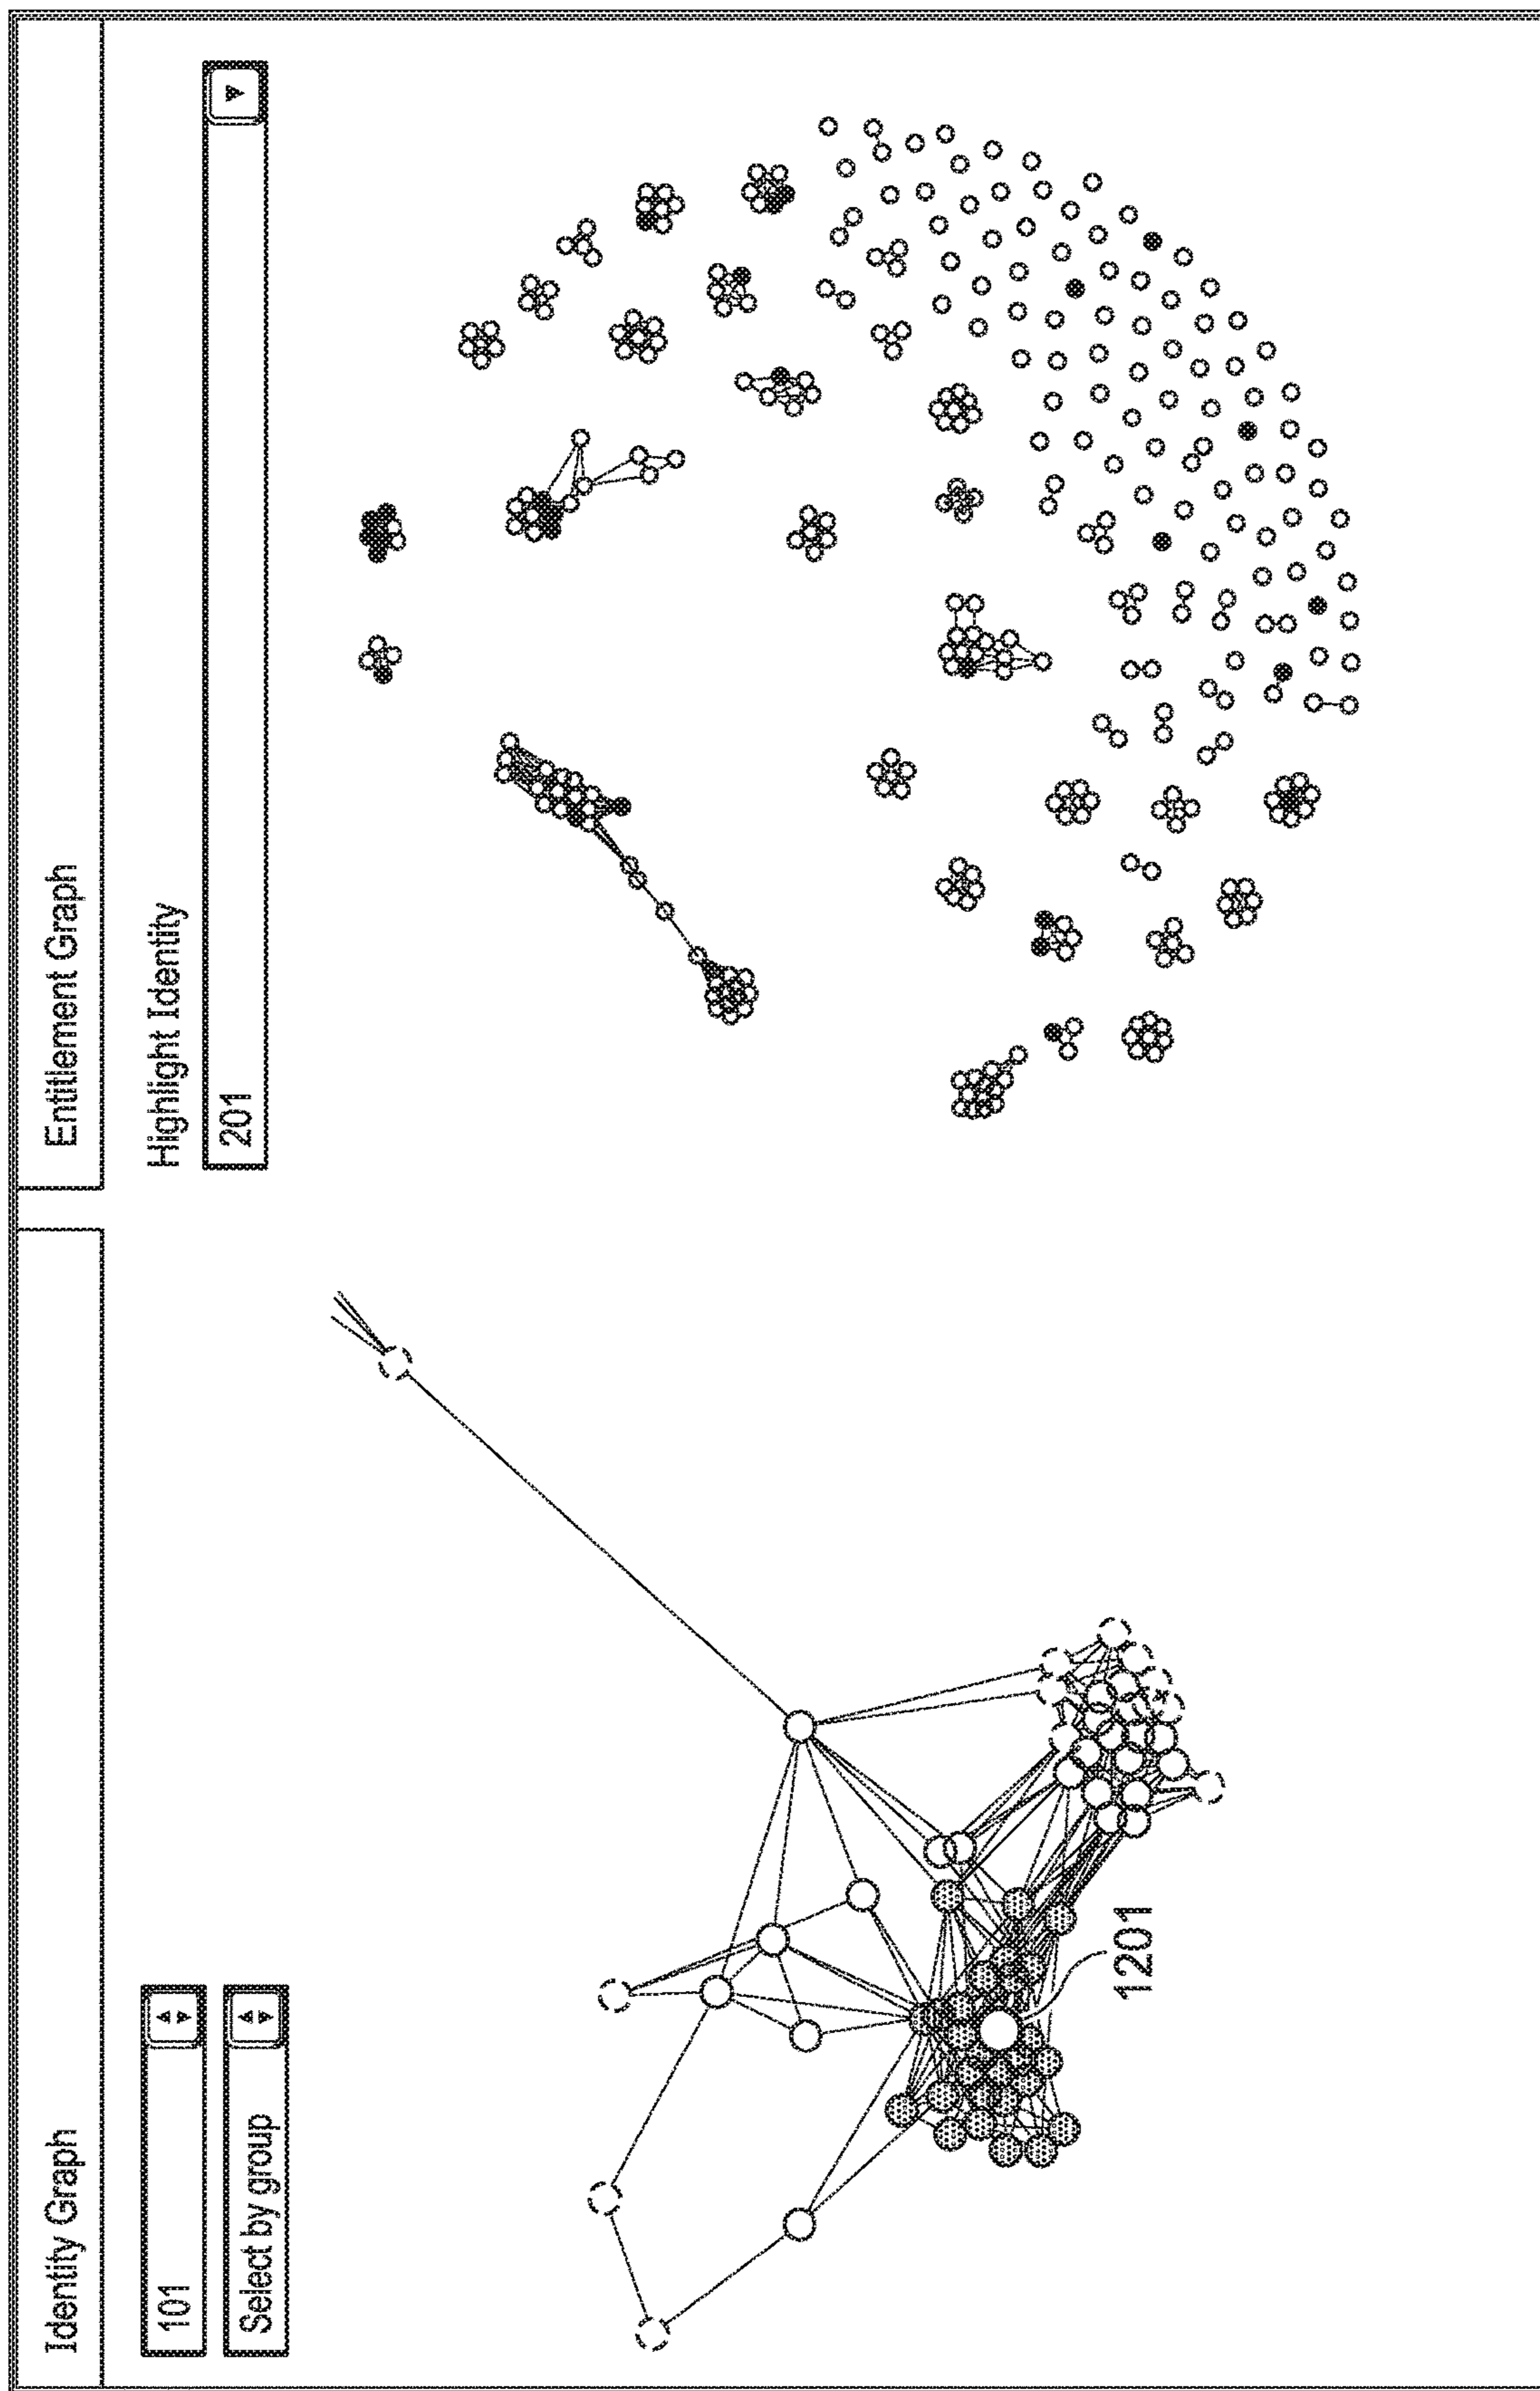 Identity Graph
Entitlement Graph
101
Select by group
Highlight Identity
201
1201